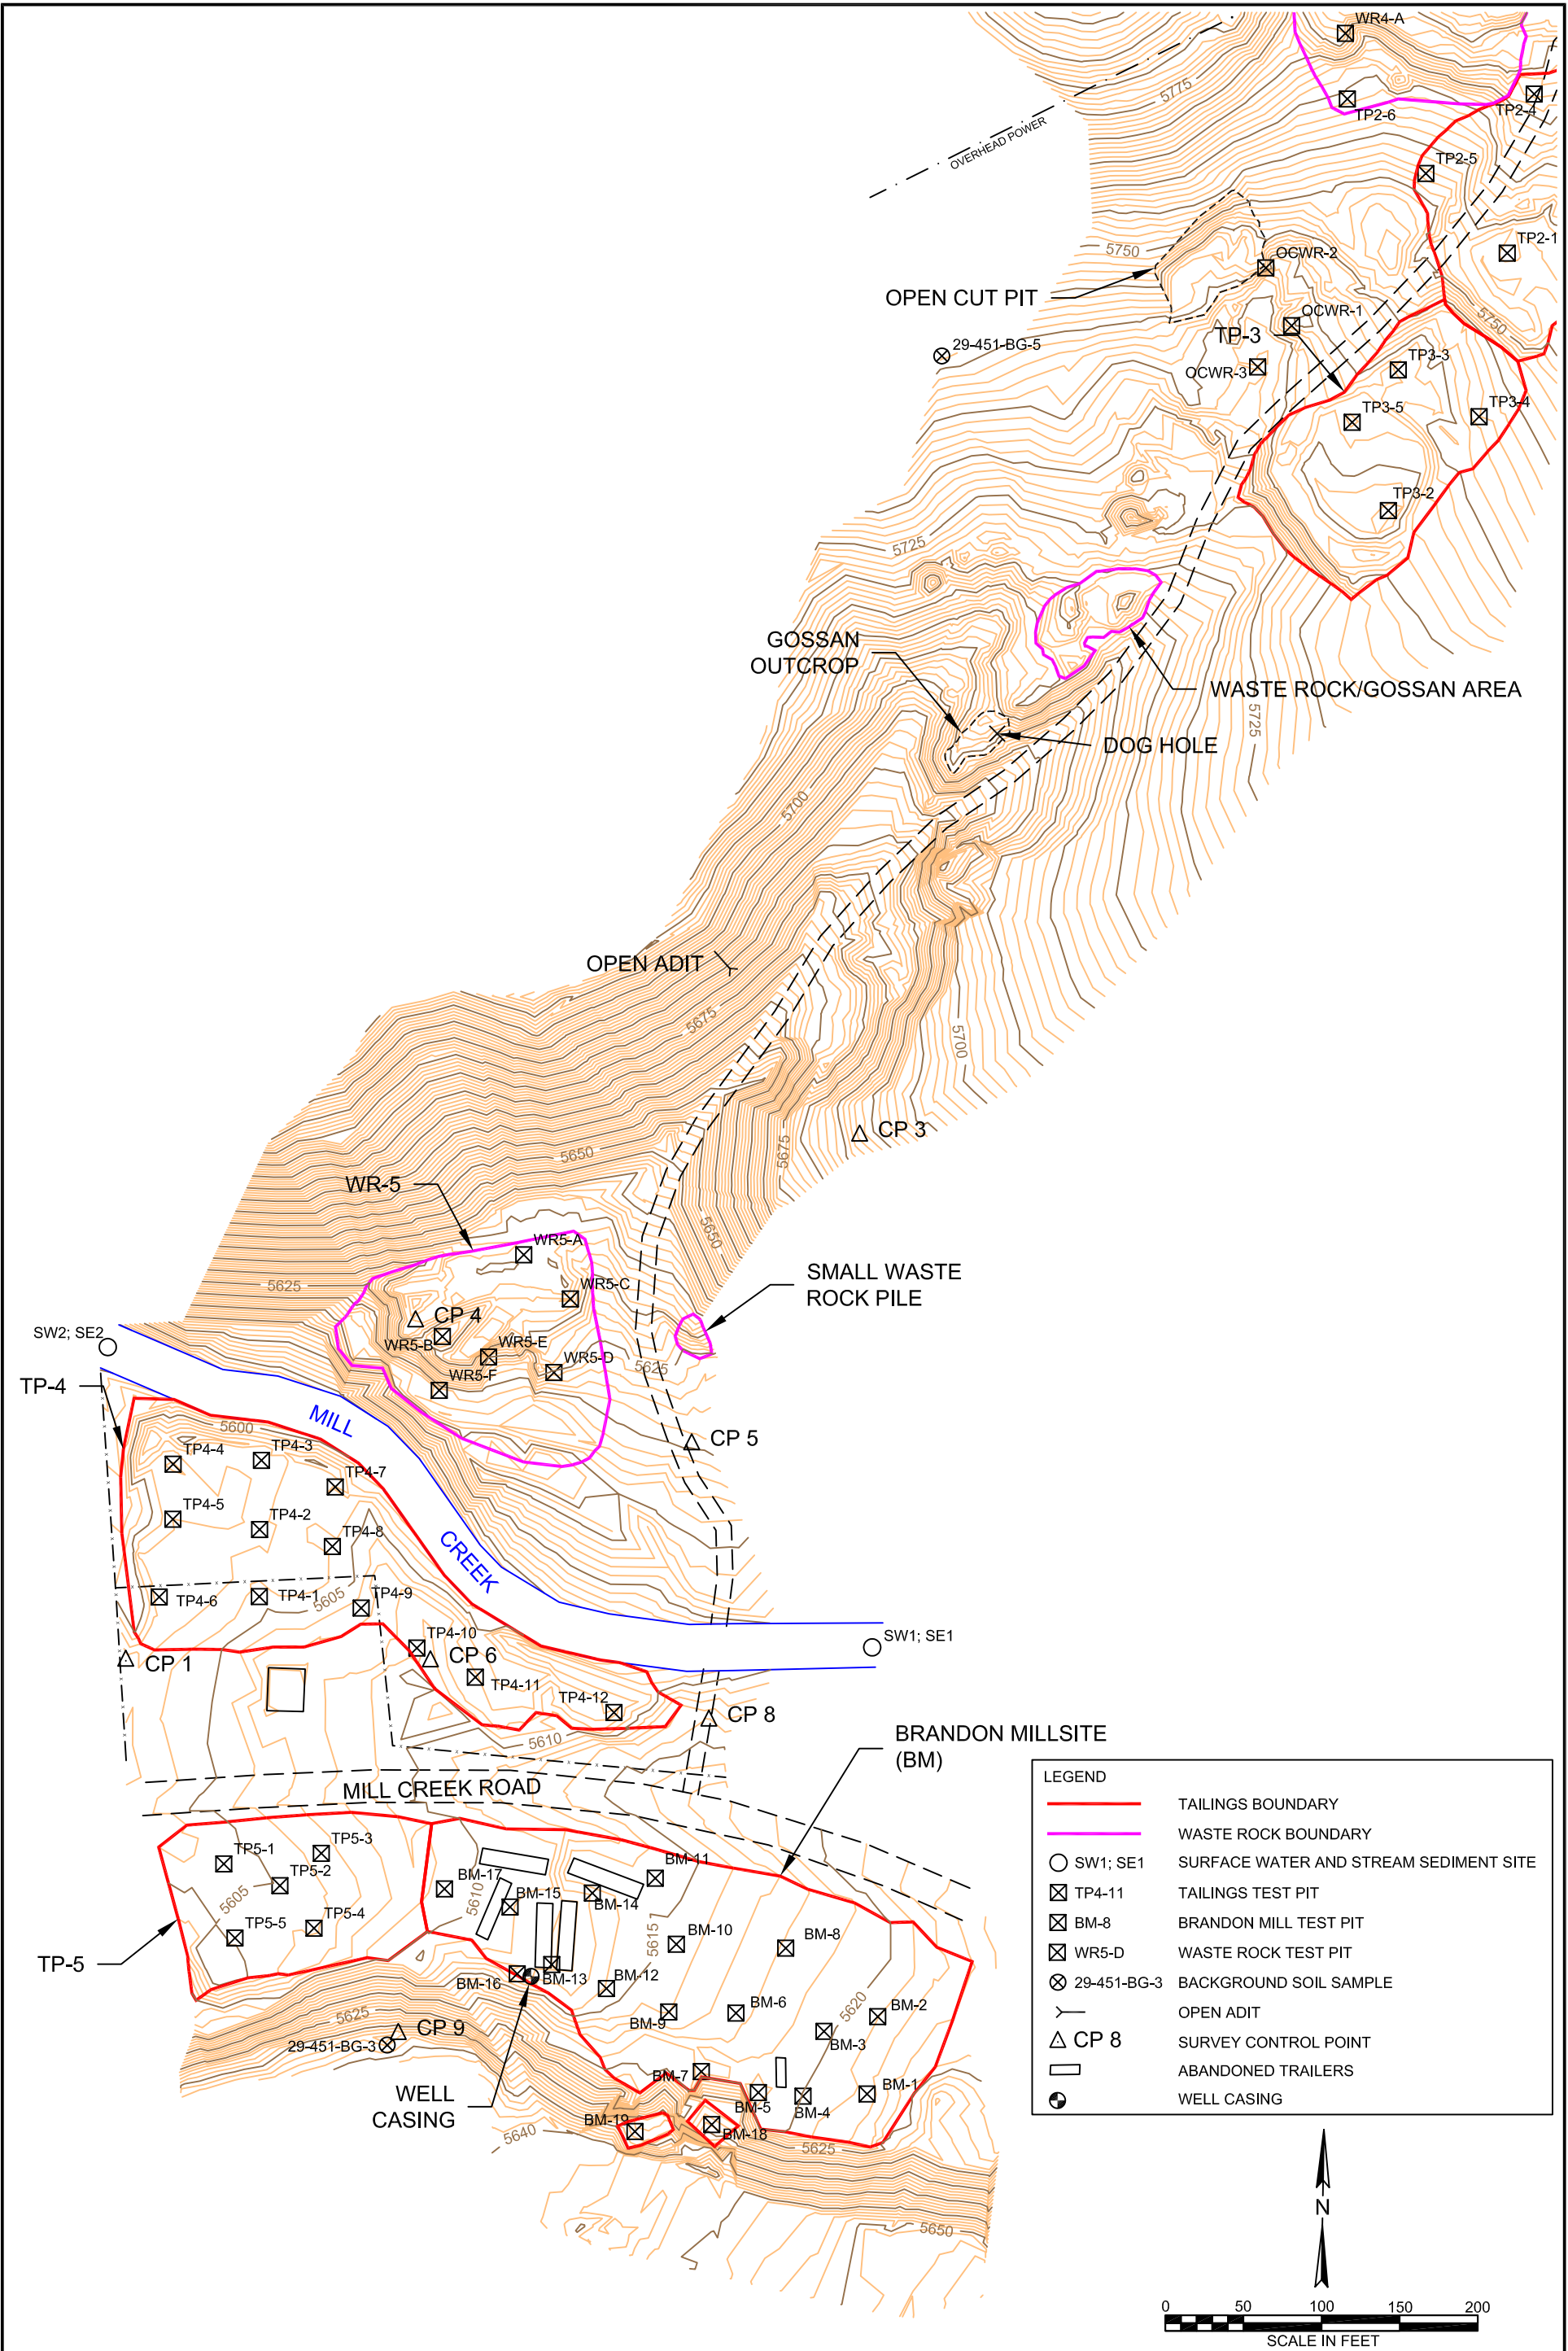 WR4-A
5775
TP2-6
TP2-4
OVERHEAD POWER
TP2-5
TP2-1
5750
OCWR-2
OPEN CUT PIT
OCWR-1
5750
TP-3
29-451-BG-5
OCWR-3
TP3-3
TP3-5
TP3-4
TP3-2
5725
GOSSAN
OUTCROP
WASTE ROCK/GOSSAN AREA
5725
DOG HOLE
5700
OPEN ADIT
5675
5700
CP 3
5675
5650
WR-5
5650
WR5-A
5625
SMALL WASTE
ROCK PILE
WR5-C
CP 4
SW2; SE2
WR5-B
WR5-E
WR5-D
5625
WR5-F
TP-4
MILL
5600
CP 5
TP4-4
TP4-3
TP4-7
TP4-5
TP4-2
TP4-8
CREEK
TP4-6
TP4-1
5605
TP4-9
SW1; SE1
TP4-10
CP 1
CP 6
TP4-11
TP4-12
CP 8
5610
BRANDON MILLSITE
(BM)
MILL CREEK ROAD
TP5-1
TP5-3
TP5-2
5605
TP5-5
TP5-4
TP-5
BM-17
5610
BM-15
BM-14
BM-11
BM-10
5615
BM-8
BM-16
BM-13
BM-12
BM-9
BM-6
5620
BM-2
BM-3
5625
CP 9
29-451-BG-3
BM-7
BM-5
BM-4
BM-1
WELL
CASING
BM-19
BM-18
5640
5625
5650
LEGEND
TAILINGS BOUNDARY
WASTE ROCK BOUNDARY
SW1; SE1 SURFACE WATER AND STREAM SEDIMENT SITE
TP4-11 TAILINGS TEST PIT
BM-8 BRANDON MILL TEST PIT
WR5-D WASTE ROCK TEST PIT
29-451-BG-3 BACKGROUND SOIL SAMPLE
OPEN ADIT
CP 8 SURVEY CONTROL POINT
ABANDONED TRAILERS
WELL CASING
N
0 50 100 150 200
SCALE IN FEET